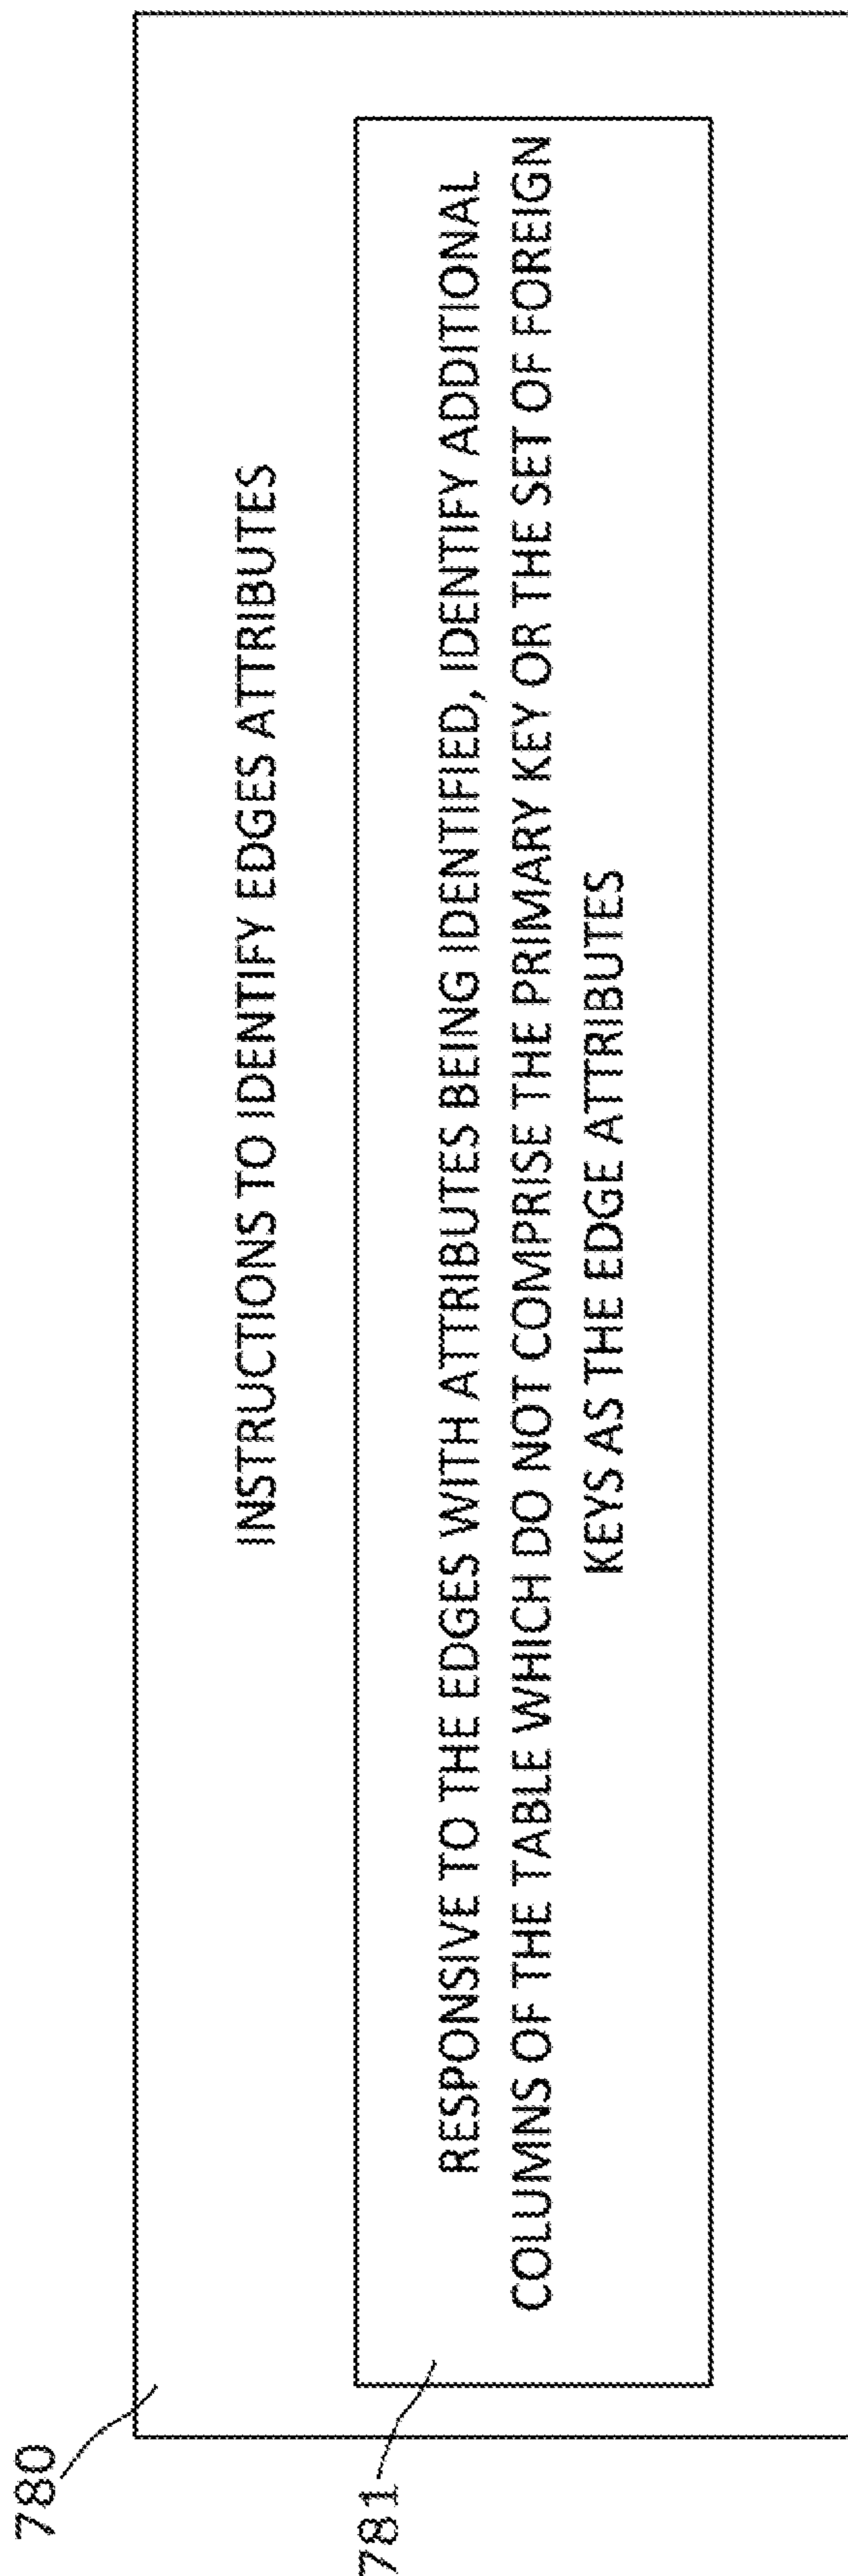 780
INSTRUCTIONS TO IDENTIFY EDGES ATTRIBUTES
781
RESPONSIVE TO THE EDGES WITH ATTRIBUTES BEING IDENTIFIED, IDENTIFY ADDITIONAL
COLUMNS OF THE TABLE WHICH DO NOT COMPRISE THE PRIMARY KEY OR THE SET OF FOREIGN
KEYS AS THE EDGE ATTRIBUTES